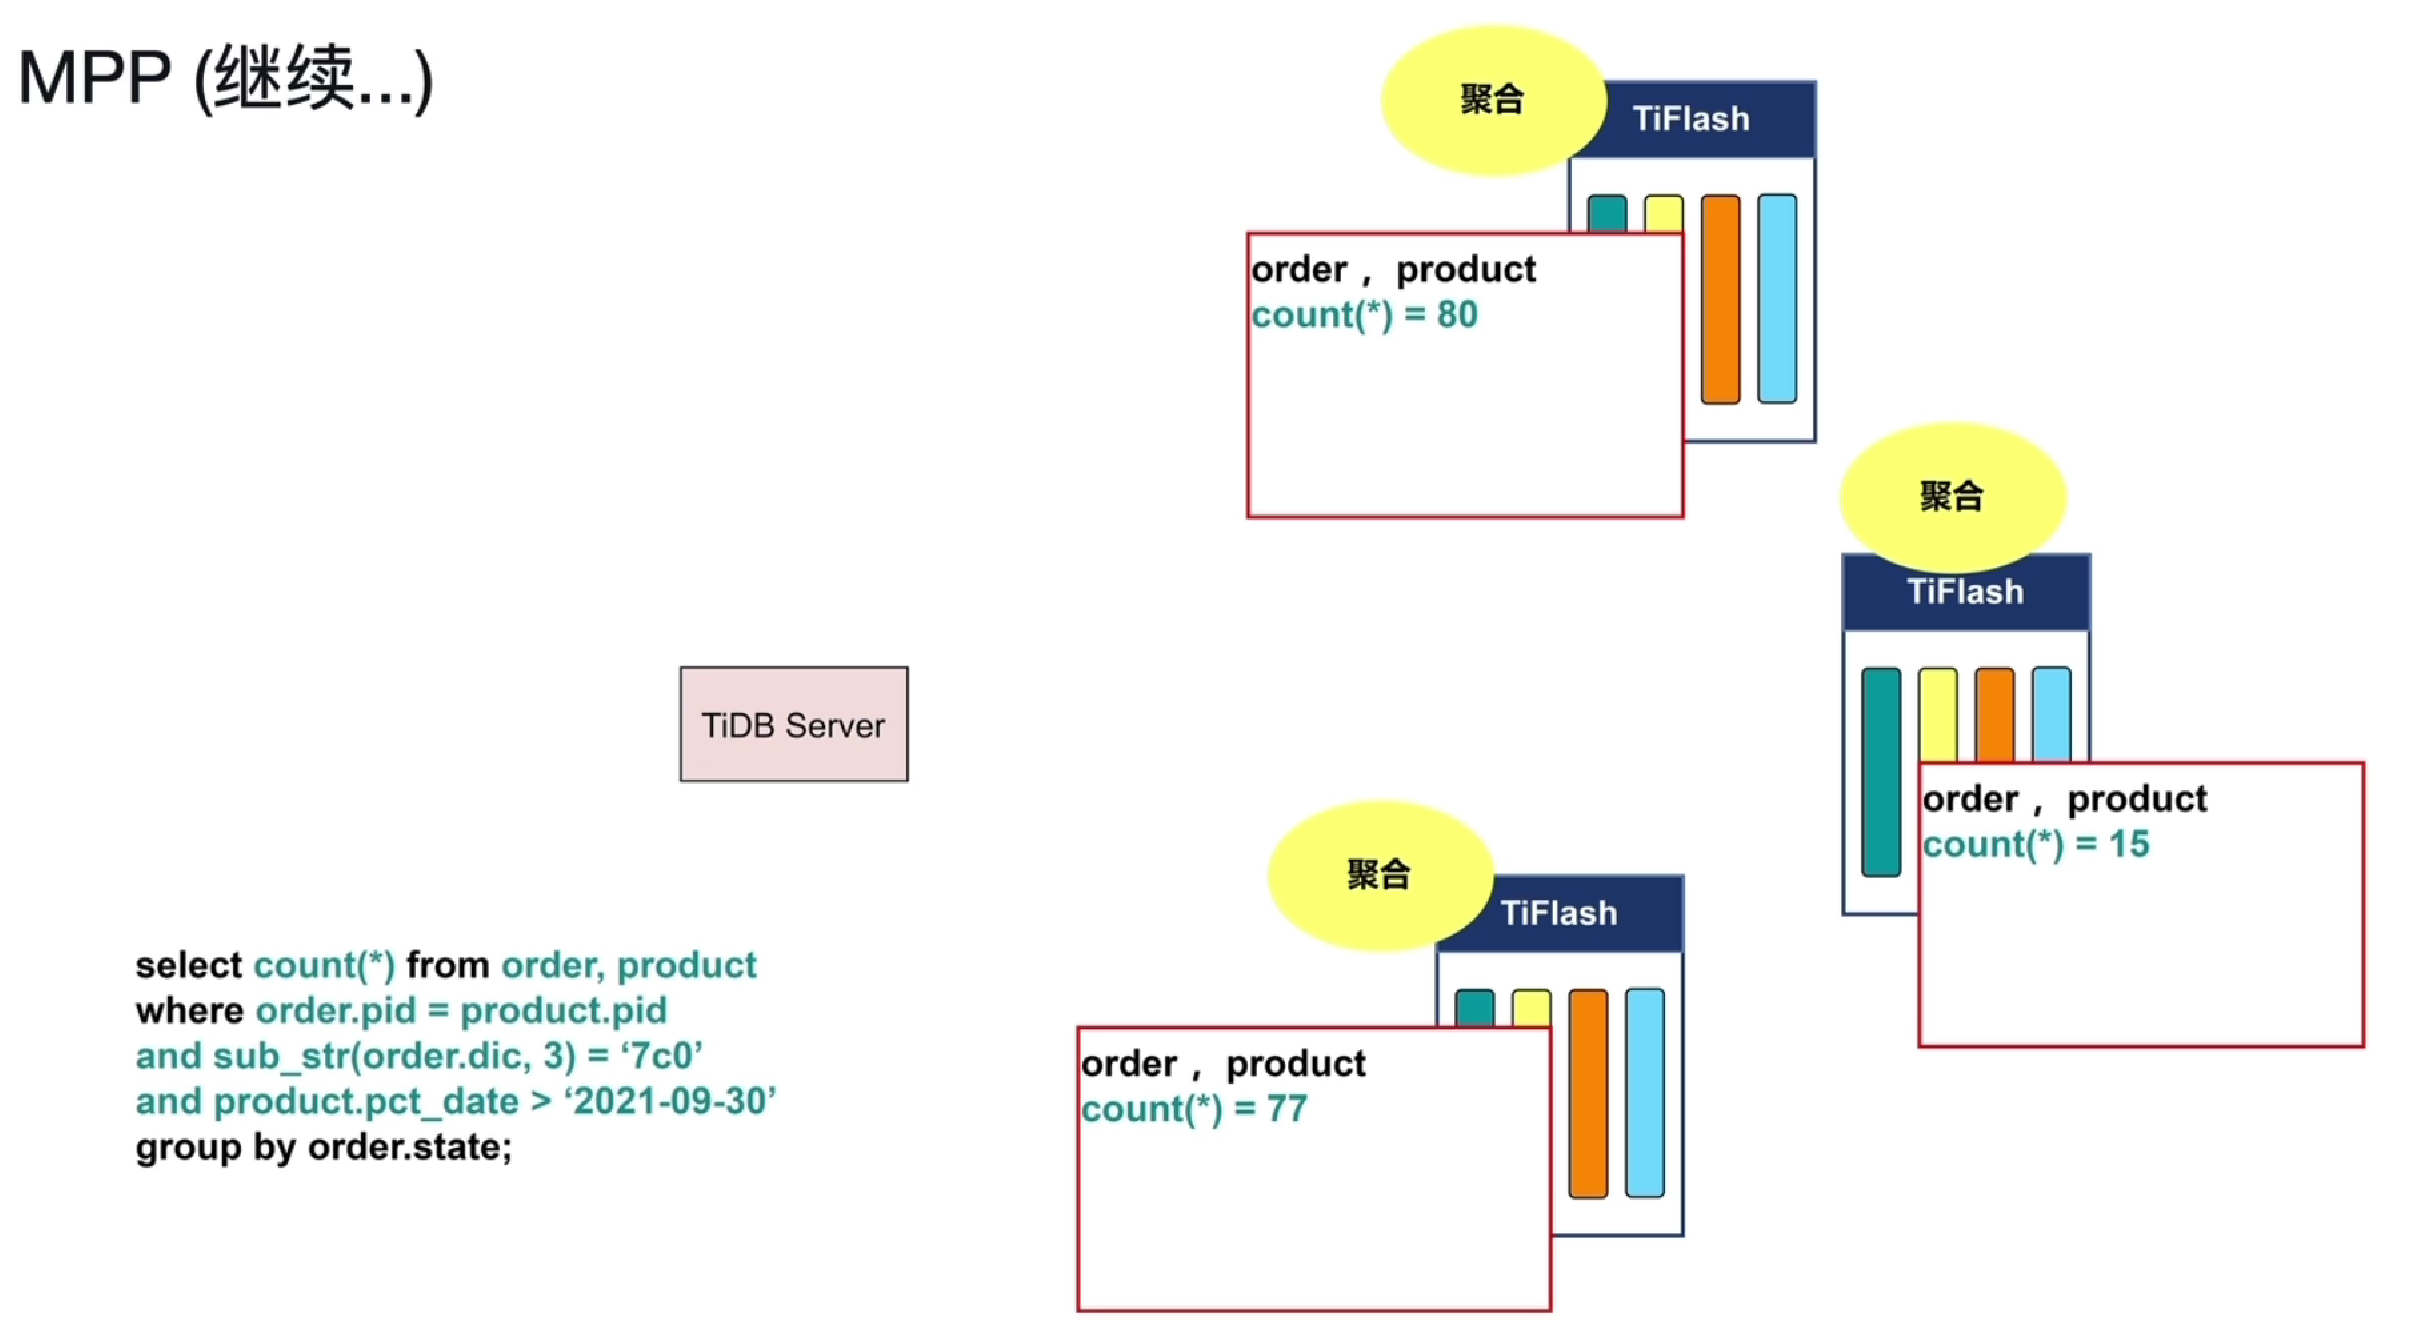 MPP (继续...)
聚合
TiFlash
order ，product
count(*) = 80
聚合
TiFlash
order ，product
count(*) = 15
TiDB Server
聚合
TiFlash
order ，product
count(*) = 77
select count(*) from order, product
where order.pid = product.pid
and sub_str(order.dic, 3) = ‘7c0’
and product.pct_date > ‘2021-09-30’
group by order.state;